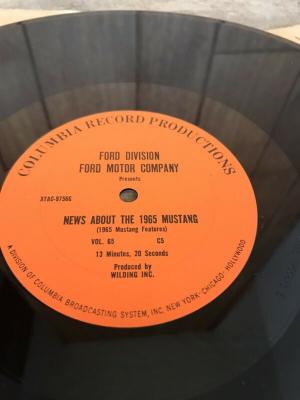 COLUMBIA RECORD PRODUCTIONS
FORD DIVISION
FORD MOTOR COMPANY
Presents
XTAC-97566
NEWS ABOUT THE 1965 MUSTANG
(1965 Mustang Features)
VOL. 65 C5
13 Minutes, 20 Seconds
Produced by
WILDING INC.
A DIVISION OF COLUMBIA BROADCASTING SYSTEM, INC. NEW YORK-CHICAGO-HOLLYWOOD